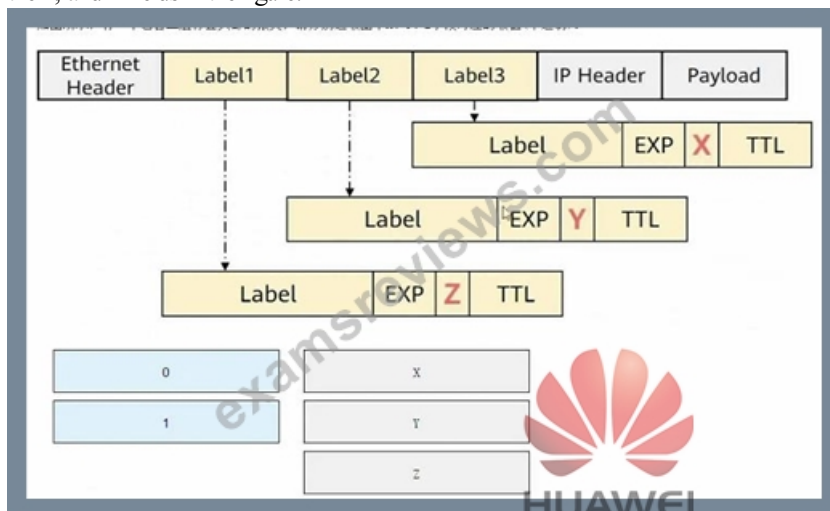 Ethernet Header
Label1
Label2
Label3
IP Header
Payload
Label
EXP
X
TTL
Label
EXP
Y
TTL
Label
EXP
Z
TTL
0
X
1
Y
Z
examsreviews.com
HUAWEI